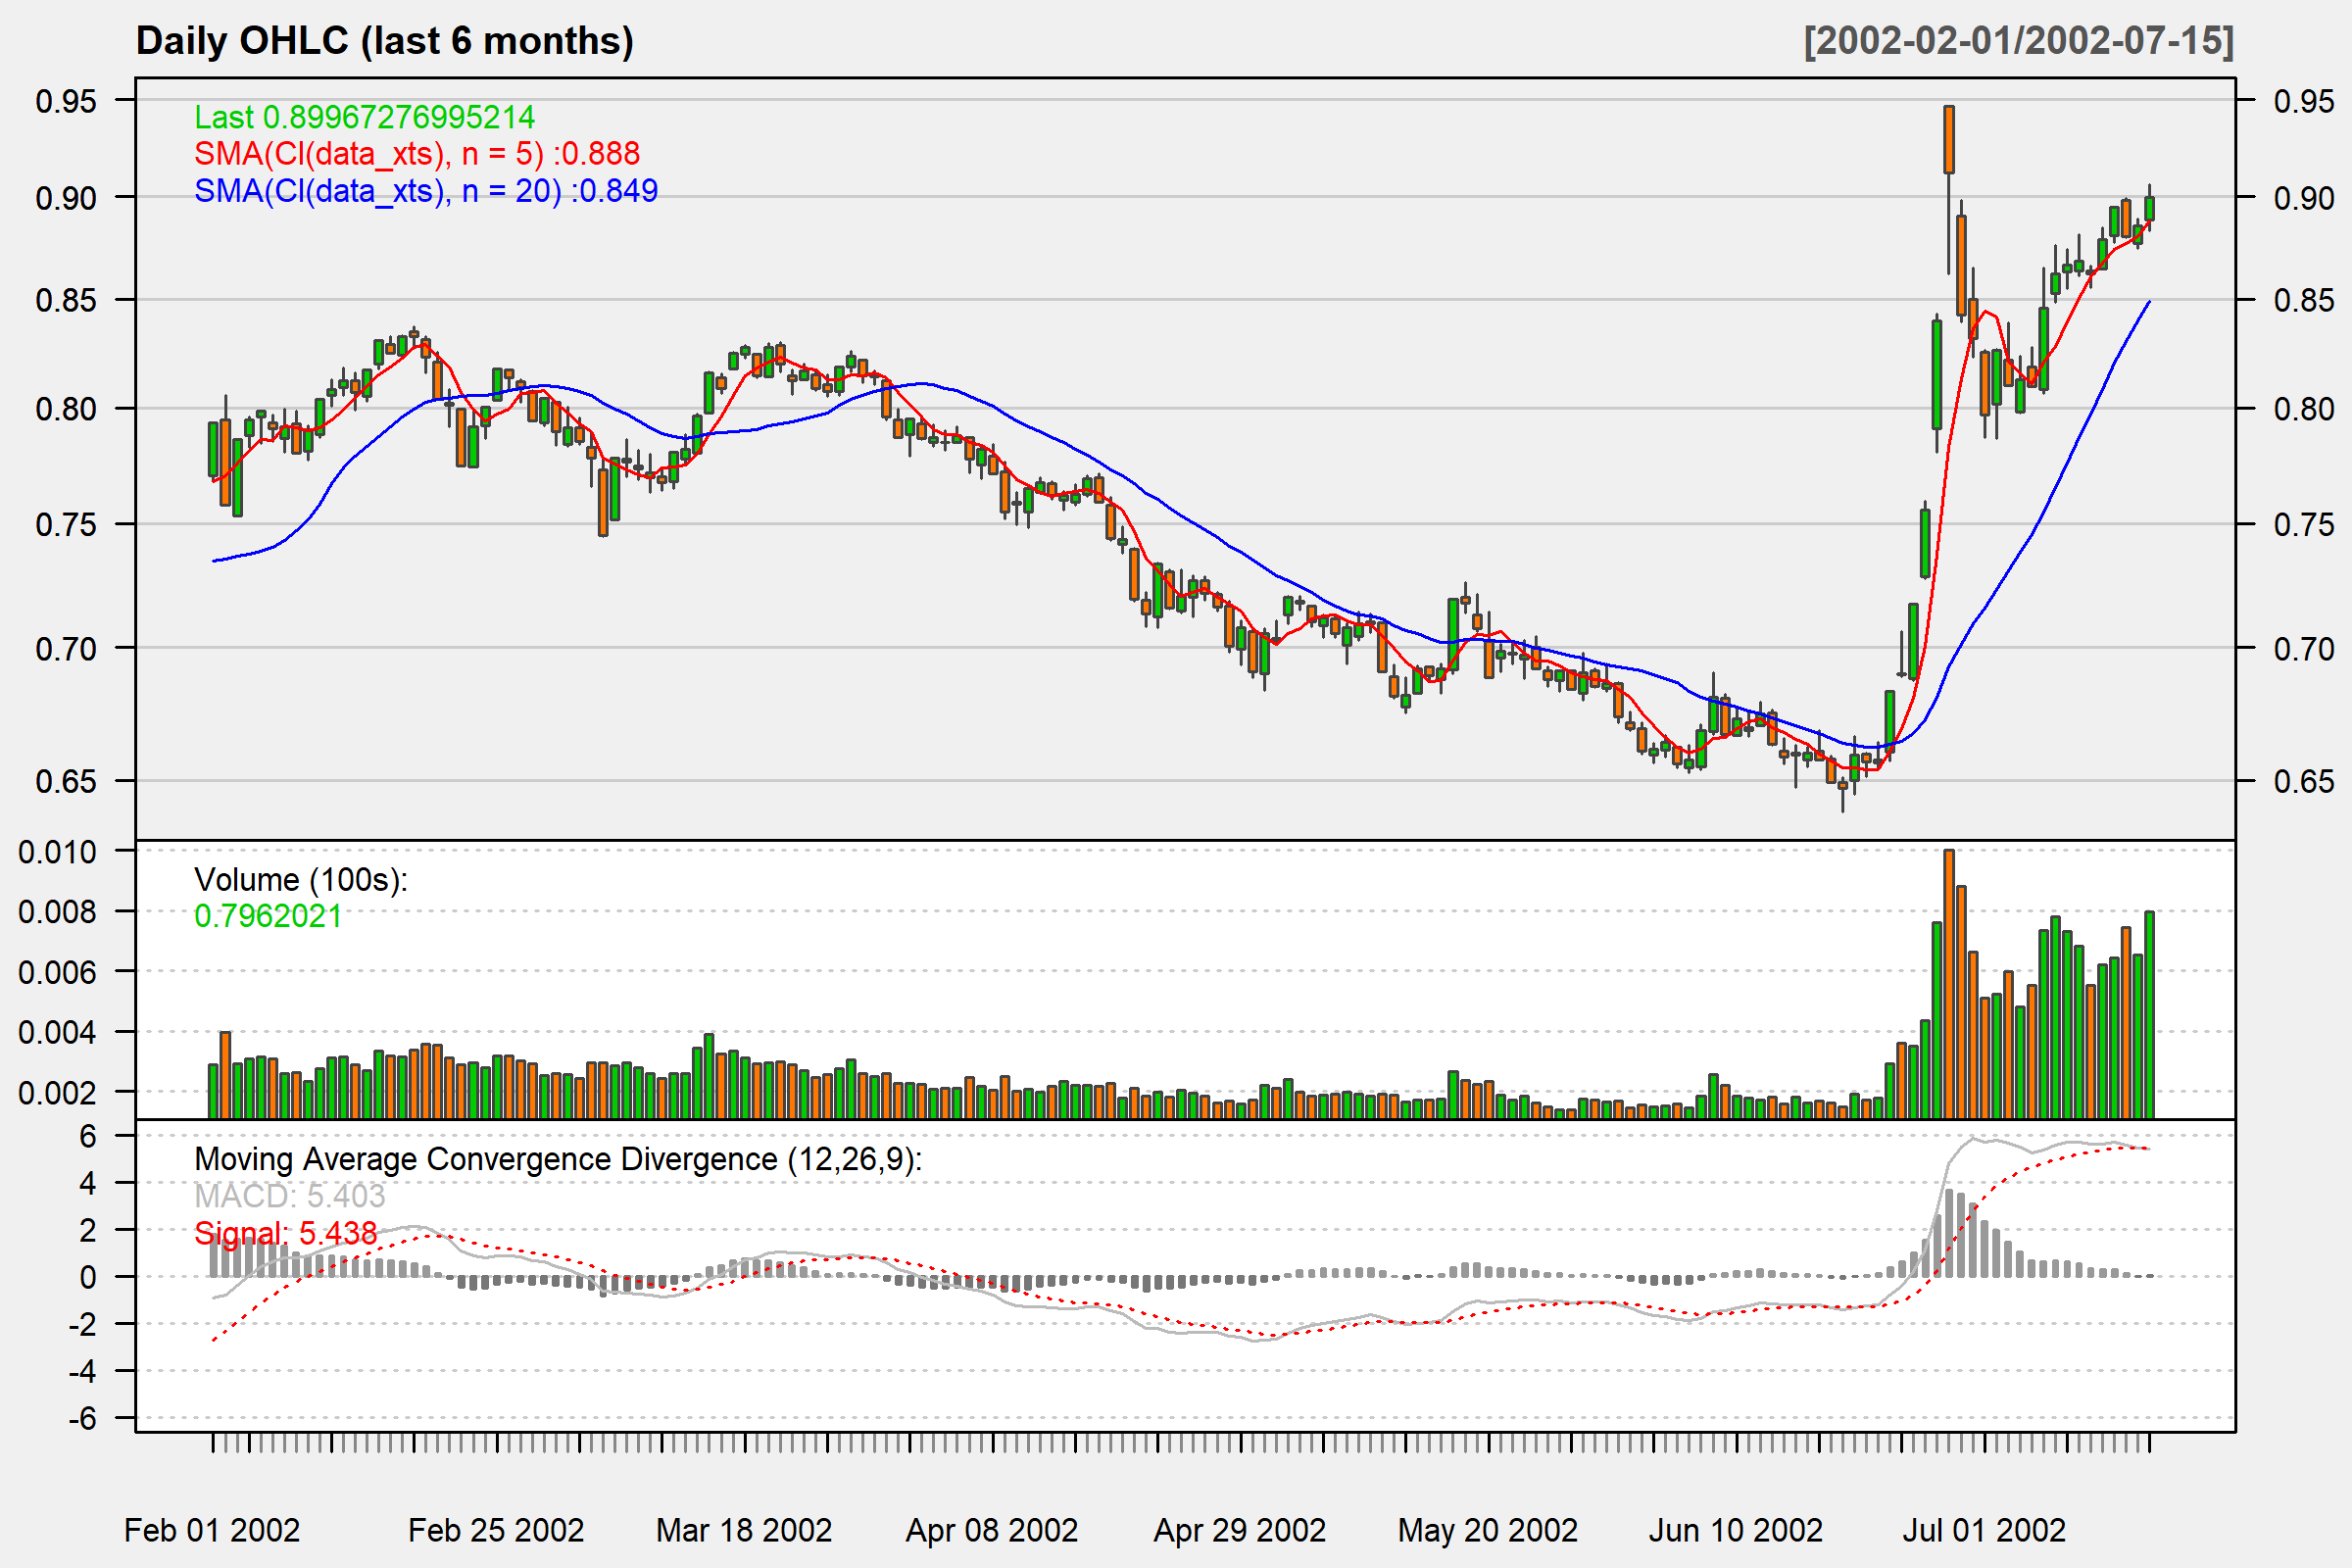 Daily OHLC (last 6 months) [2002-02-01/2002-07-15]
Last 0.89967276995214
SMA(Cl(data_xts), n = 5) :0.888
SMA(Cl(data_xts), n = 20) :0.849
0.95 0.95
0.90 0.90
0.85 0.85
0.80 0.80
0.75 0.75
0.70 0.70
0.65 0.65
Volume (100s):
0.7962021
0.010
0.008
0.006
0.004
0.002
Moving Average Convergence Divergence (12,26,9):
MACD: 5.403
Signal: 5.438
6
4
2
0
-2
-4
-6
Feb 01 2002 Feb 25 2002 Mar 18 2002 Apr 08 2002 Apr 29 2002 May 20 2002 Jun 10 2002 Jul 01 2002